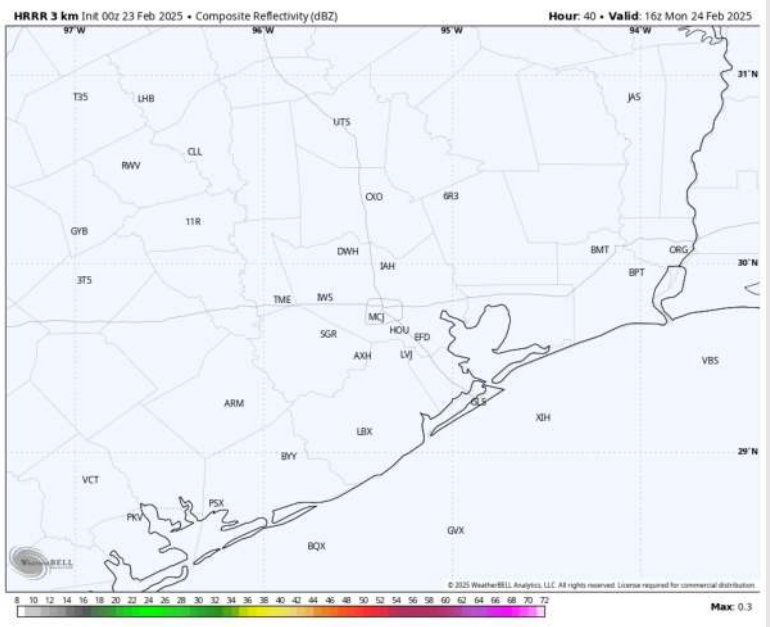 HRRR 3 km Init 00z 23 Feb 2025 • Composite Reflectivity (dBZ) Hour: 40 • Valid: 16z Mon 24 Feb 2025
97°W 96°W 95°W 94°W
31°N
T35 LHB JAS
UTS
CLL
RWV
CXO 6R3
11R
GYB
DWH BMT ORG
30°N
IAH
BPT
3T5
TME IWS
MCJ
HOU
SGR EFD
AXH LVJ
VBS
ARM GLS
XIH
LBX
29°N
BYY
VCT
PSX
PKV
GVX
BQX
WeatherBELL
© 2025 WeatherBELL Analytics, LLC. All rights reserved. License required for commercial distribution.
8 10 12 14 16 18 20 22 24 26 28 30 32 34 36 38 40 42 44 46 48 50 52 54 56 58 60 62 64 66 68 70 72
Max: 0.3